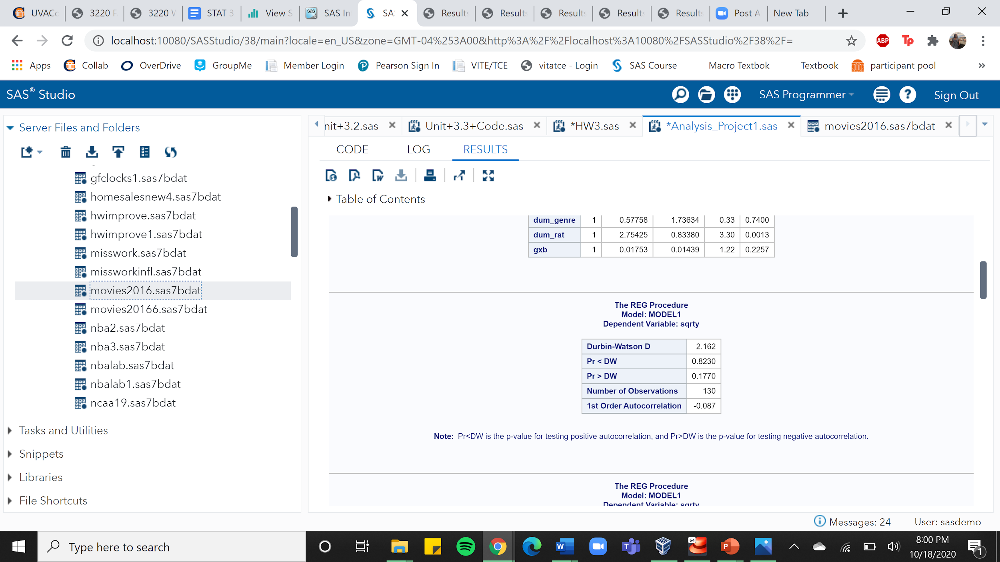 UVACo 3220 F 3220 V STAT 3 View S SAS In SA Results Results Results Results Results Post A New Tab
localhost:10080/SASStudio/38/main?locale=en_US&zone=GMT-04%253A00&http%3A%2F%2Flocalhost%3A10080%2FSASStudio%2F38%2F=
ABP Tp
Apps Collab OverDrive GroupMe Member Login Pearson Sign In VITE/TCE vitatce - Login SAS Course Macro Textbok Textbook participant pool »
SAS® Studio
SAS Programmer Sign Out
Server Files and Folders
gfclocks1.sas7bdat
homesalesnew4.sas7bdat
hwimprove.sas7bdat
hwimprove1.sas7bdat
misswork.sas7bdat
missworkinfl.sas7bdat
movies2016.sas7bdat
movies20166.sas7bdat
nba2.sas7bdat
nba3.sas7bdat
nbalab.sas7bdat
nbalab1.sas7bdat
ncaa19.sas7bdat
Tasks and Utilities
Snippets
Libraries
File Shortcuts
nit+3.2.sas Unit+3.3+Code.sas *HW3.sas *Analysis_Project1.sas movies2016.sas7bdat
CODE LOG RESULTS
Table of Contents
dum_genre 1 0.57758 1.73634 0.33 0.7400
dum_rat 1 2.75425 0.83380 3.30 0.0013
gxb 1 0.01753 0.01439 1.22 0.2257
The REG Procedure
Model: MODEL1
Dependent Variable: sqrty
Durbin-Watson D 2.162
Pr < DW 0.8230
Pr > DW 0.1770
Number of Observations 130
1st Order Autocorrelation -0.087
Note: Pr<DW is the p-value for testing positive autocorrelation, and Pr>DW is the p-value for testing negative autocorrelation.
The REG Procedure
Model: MODEL1
Dependent Variable: sqrty
Messages: 24 User: sasdemo
Type here to search
64
8:00 PM
10/18/2020
1